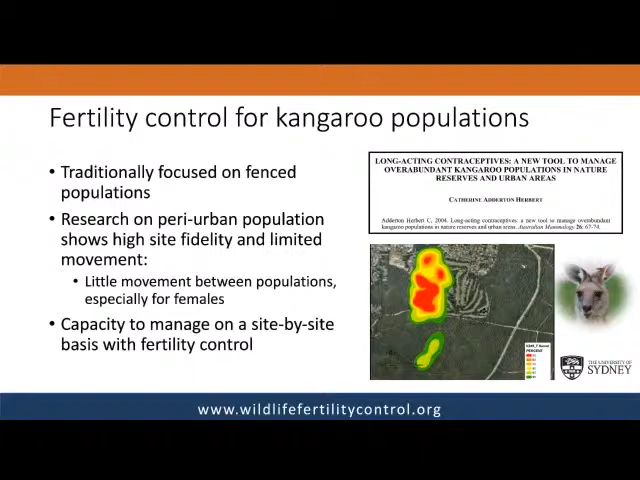 Fertility control for kangaroo populations
• Traditionally focused on fenced
populations
• Research on peri-urban population
shows high site fidelity and limited
movement:
• Little movement between populations,
especially for females
• Capacity to manage on a site-by-site
basis with fertility control
LONG-ACTING CONTRACEPTIVES: A NEW TOOL TO MANAGE
OVERABUNDANT KANGAROO POPULATIONS IN NATURE
RESERVES AND URBAN AREAS
CATHERINE ADDERTON HERBERT
Adderton Herbert C, 2004. Long-acting contraceptives: a new tool to manage overabundant
kangaroo populations in nature reserves and urban areas. Australian Mammalogy 26: 67-74.
PERCENT
THE UNIVERSITY OF
SYDNEY
www.wildlifefertilitycontrol.org